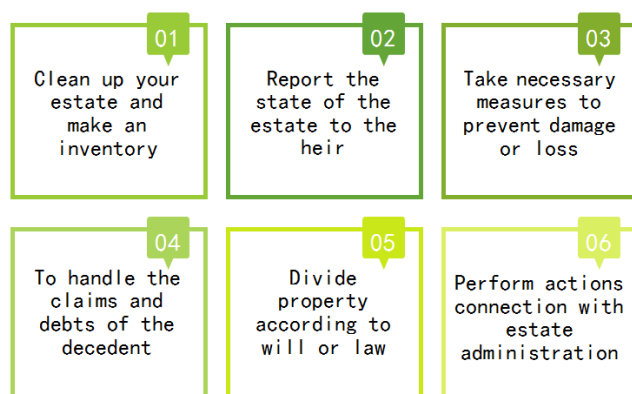 01
Clean up your
estate and
make an
inventory
02
Report the
state of the
estate to the
heir
03
Take necessary
measures to
prevent damage
or loss
04
To handle the
claims and
debts of the
decedent
05
Divide
property
according to
will or law
06
Perform actions
connection with
estate
administration